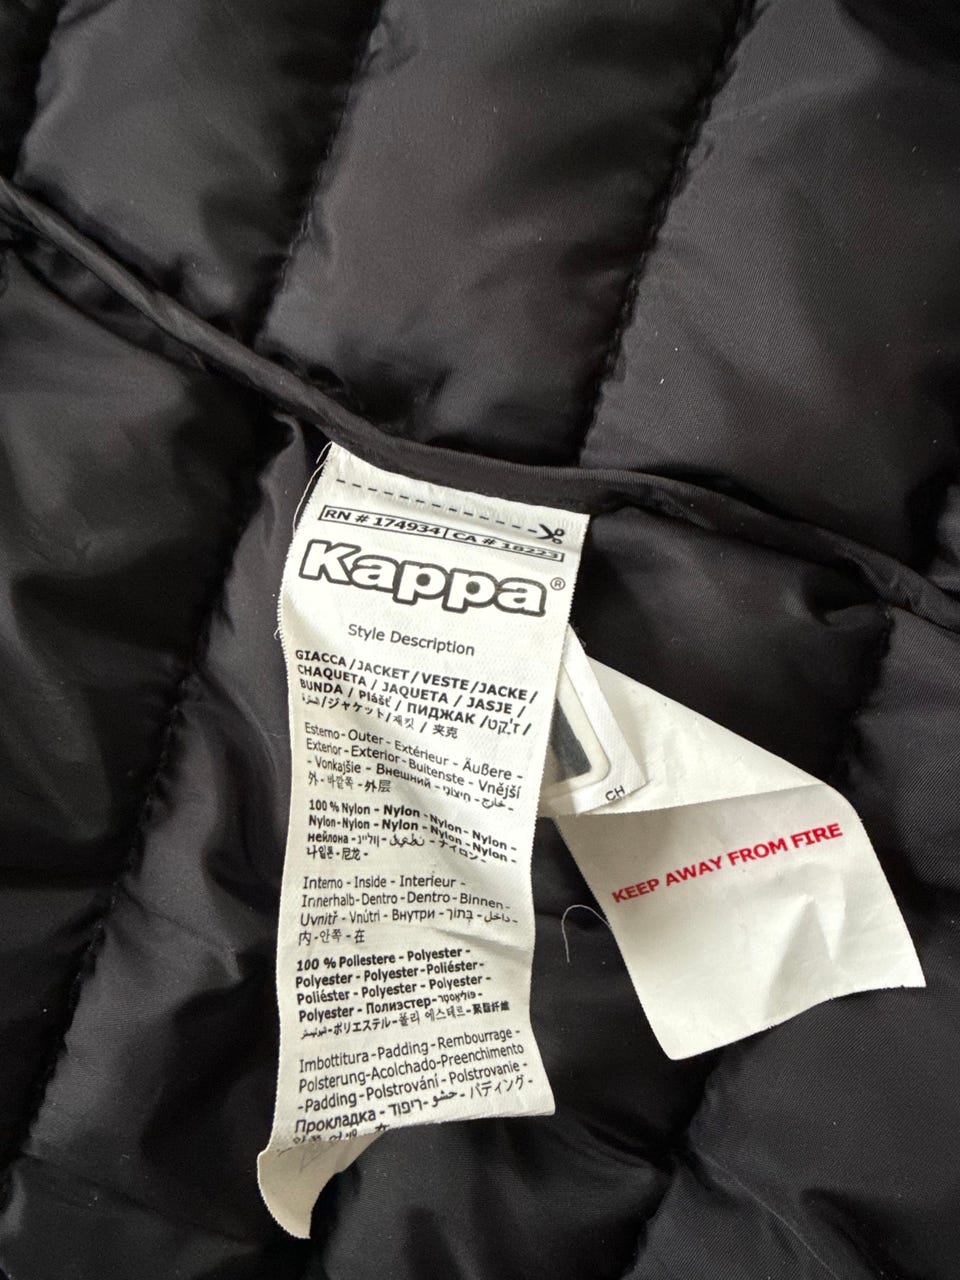 RN # 174934 CA # 18223
Kappa®
Style Description
GIACCA / JACKET / VESTE / JACKE /
CHAQUETA / JAQUETA / JASJE /
BUNDA / Plášť / ПИДЖАК / ז'קט /
/ジャケット/재킷 / 夹克
Esterno - Outer - Extérieur - Äußere -
Exterior - Exterior - Buitenste - Vnější
- Vonkajšie - Внешний - חיצוני - خارج -
外 - 바깥쪽 - 外层
100 % Nylon - Nylon - Nylon - Nylon -
Nylon - Nylon - Nylon - Nylon - Nylon -
нейлона - ניילון - - ナイロン -
나일론 - 尼龙 -
Interno - Inside - Interieur -
Innerhalb - Dentro - Dentro - Binnen -
Uvnitř - Vnútri - Внутри - בתוך - داخل -
内 - 안쪽 - 在
100 % Poliestere - Polyester -
Polyester - Polyester - Poliéster -
Poliéster - Polyester - Polyester -
Polyester - Полиэстер - פוליאסטר -
- ポリエステル - 폴리 에스테르 - 聚酯纤维
Imbottitura - Padding - Rembourrage -
Polsterung - Acolchado - Preenchimento
- Padding - Polstrování - Polstrovanie -
Прокладка - ריפוד - حشو - パディング -
CH
KEEP AWAY FROM FIRE